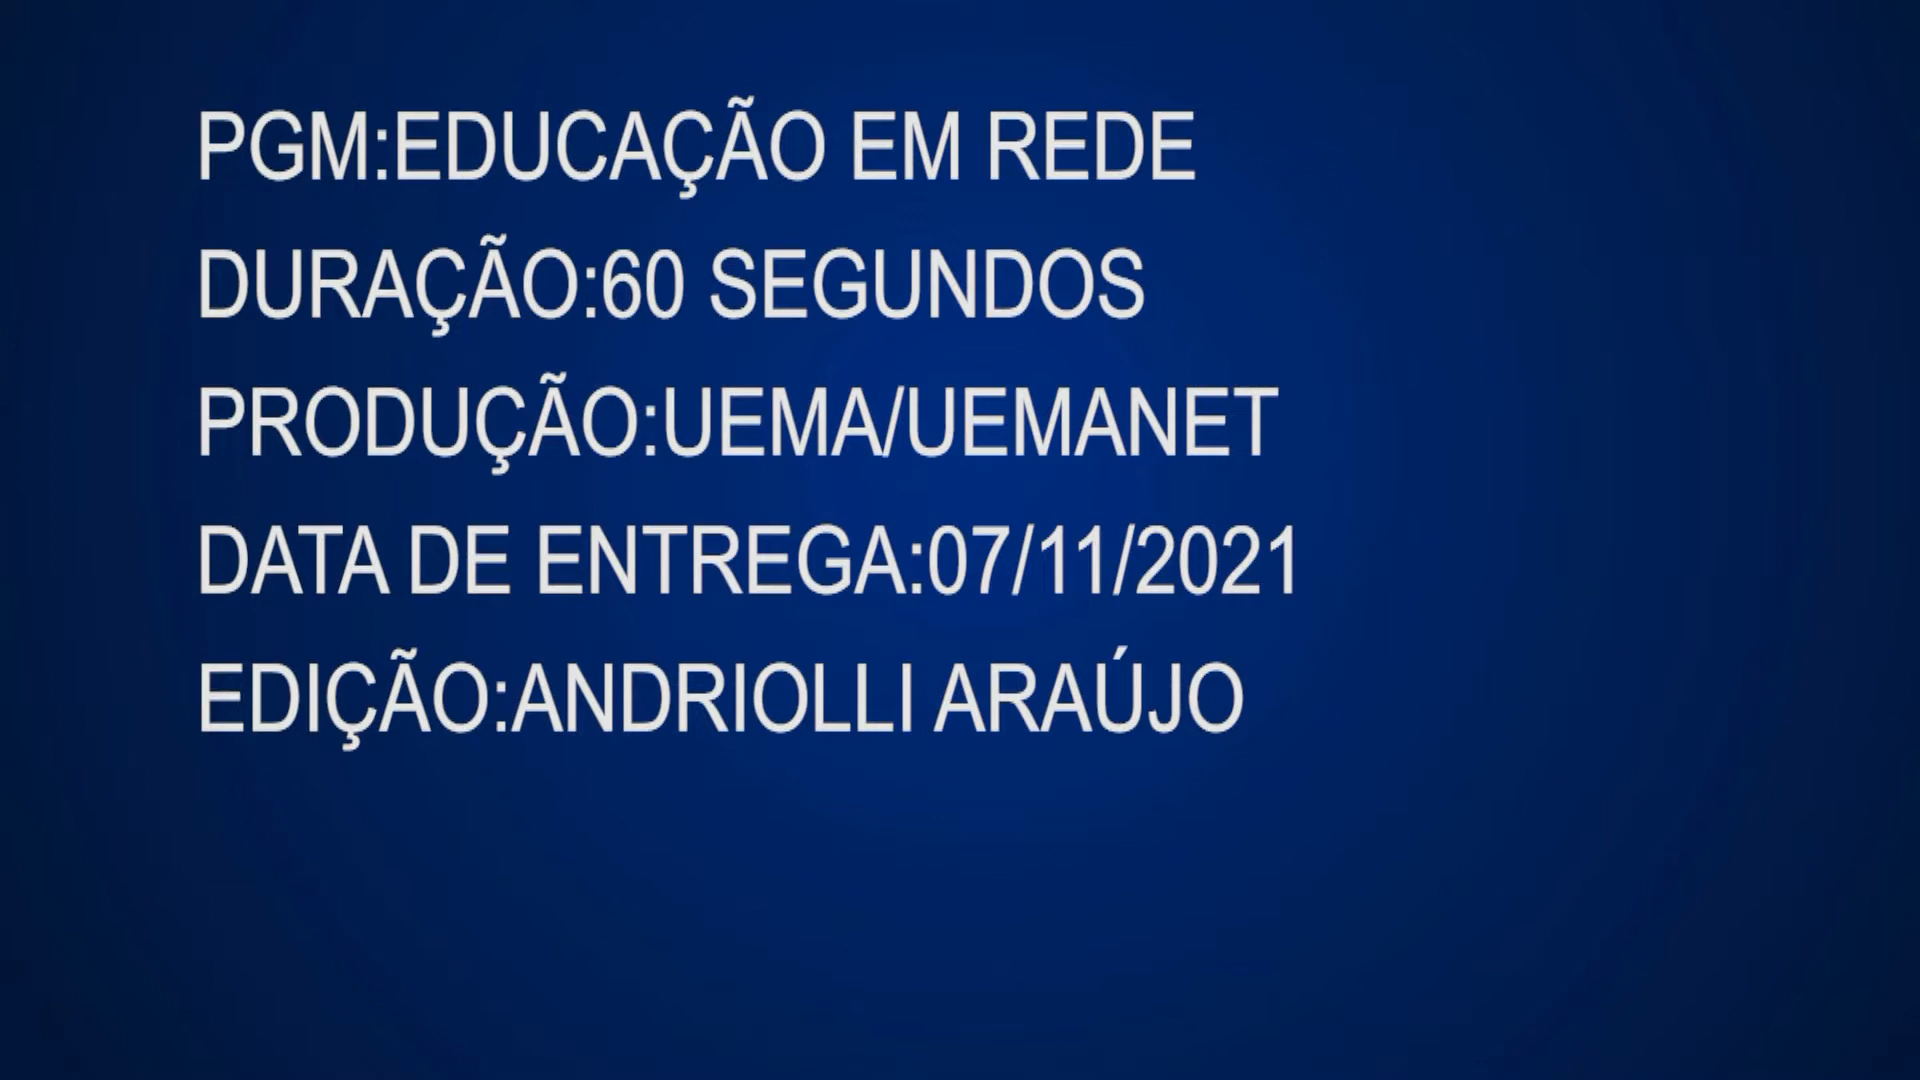 PGM:EDUCAÇÃO EM REDE
DURAÇÃO:60 SEGUNDOS
PRODUÇÃO:UEMA/UEMANET
DATA DE ENTREGA:07/11/2021
EDIÇÃO:ANDRIOLLI ARAÚJO